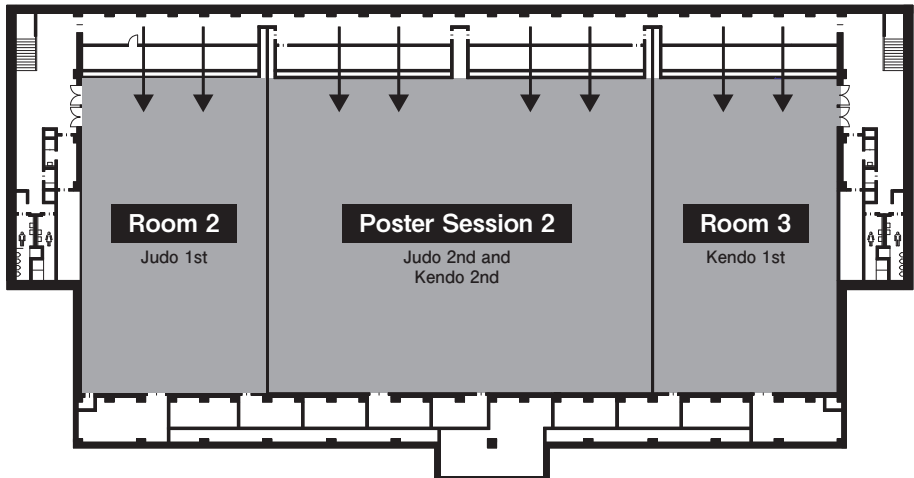 Room 2
Judo 1st
Poster Session 2
Judo 2nd and
Kendo 2nd
Room 3
Kendo 1st